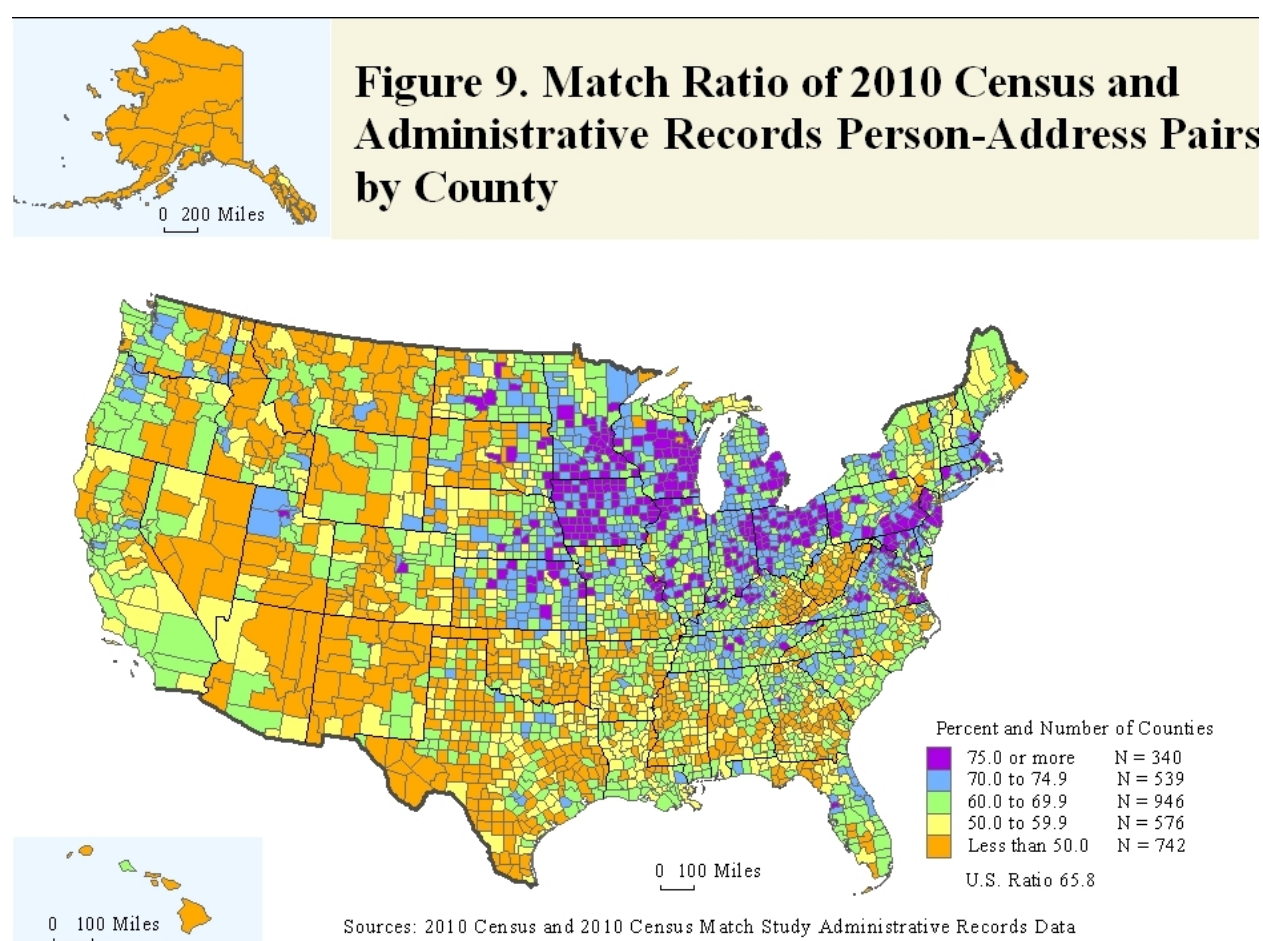 Figure 9. Match Ratio of 2010 Census and
Administrative Records Person-Address Pairs
by County
0 200 Miles
Percent and Number of Counties
75.0 or more N = 340
70.0 to 74.9 N = 539
60.0 to 69.9 N = 946
50.0 to 59.9 N = 576
Less than 50.0 N = 742
U.S. Ratio 65.8
0 100 Miles
0 100 Miles
Sources: 2010 Census and 2010 Census Match Study Administrative Records Data